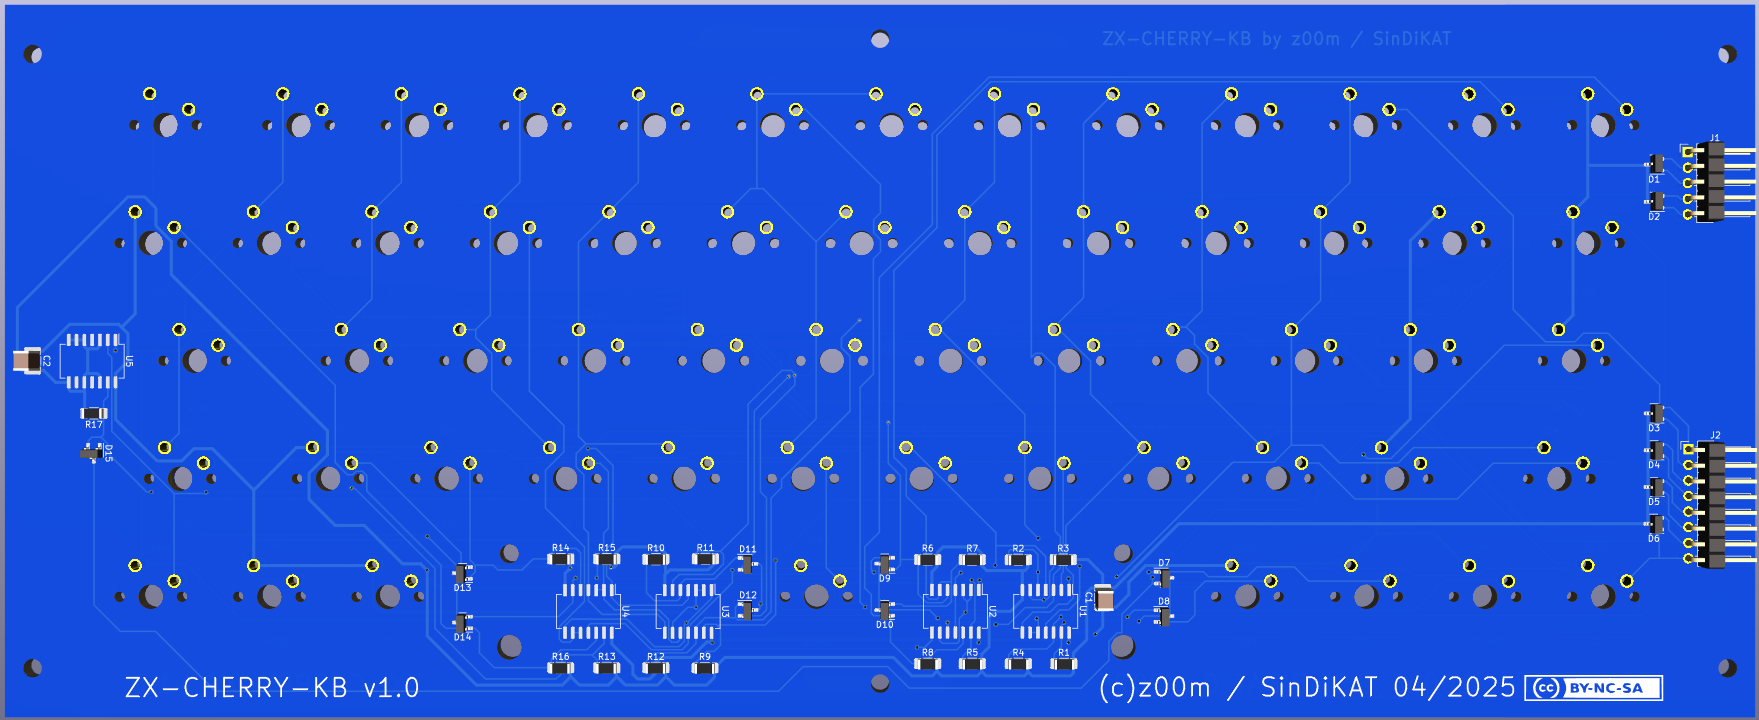 ZX-CHERRY-KB by z00m / SinDiKAT
J1
D1
D2
C2
U5
R17
D15
D3
J2
D4
D5
D6
R14 R15 R10 R11 D11 R6 R7 R2 R3 D7
D9
D13
C1
D12
D8
U4 U3 U2 U1
D10
D14
R16 R13 R12 R9 R8 R5 R4 R1
ZX-CHERRY-KB v1.0
(c)z00m / SinDiKAT 04/2025
cc BY-NC-SA